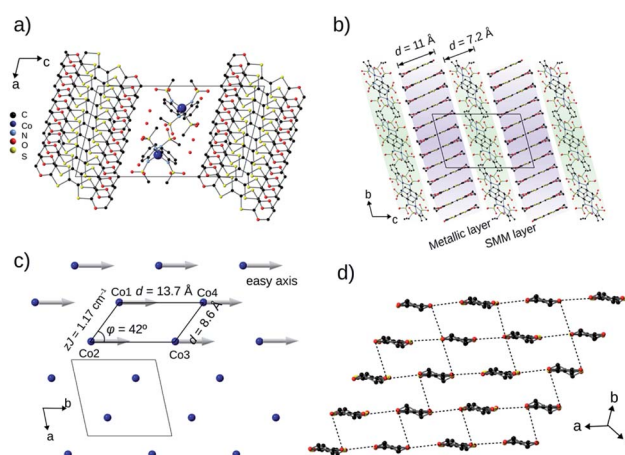 a)
c
a
C
Co
N
O
S
b)
d = 11 Å
d = 7.2 Å
Metallic layer
SMM layer
b
c
c)
easy axis
Co1 d = 13.7 Å Co4
zJ = 1.17 cm⁻¹
φ = 42º
d = 8.6 Å
Co2
Co3
b
a
d)
b
a